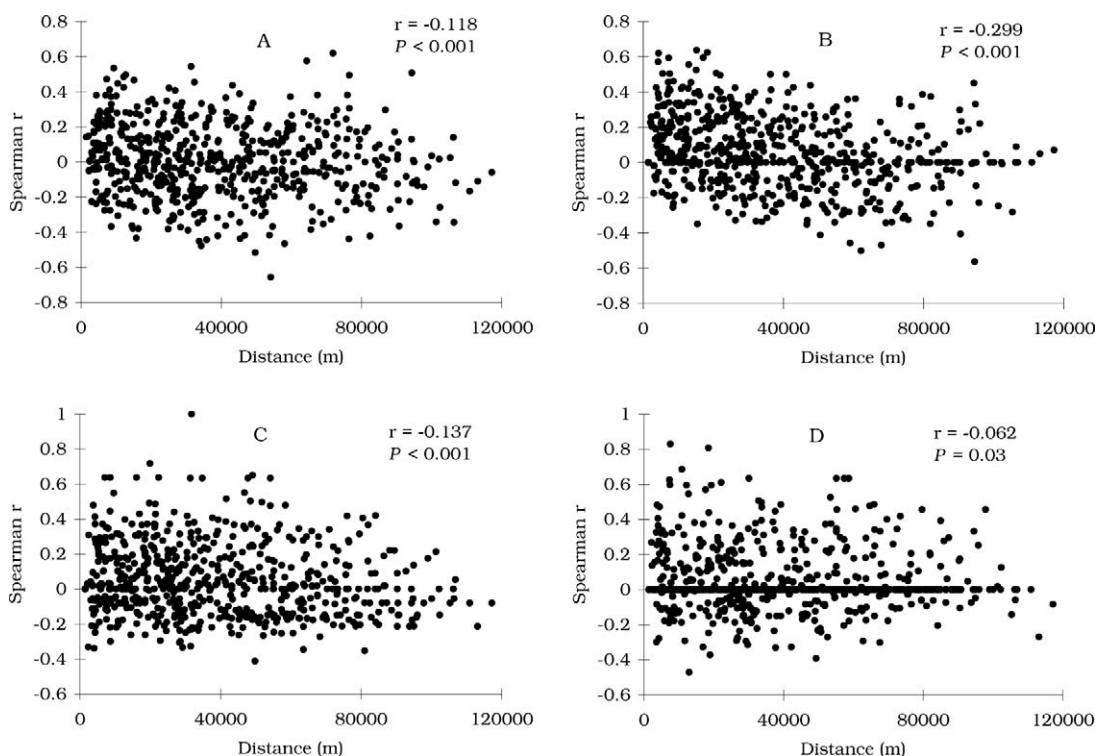 A
r = -0.118
P < 0.001
Spearman r
0.8
0.6
0.4
0.2
0
-0.2
-0.4
-0.6
-0.8
0 40000 80000 120000
Distance (m)
B
r = -0.299
P < 0.001
Spearman r
0.8
0.6
0.4
0.2
0
-0.2
-0.4
-0.6
-0.8
0 40000 80000 120000
Distance (m)
C
r = -0.137
P < 0.001
Spearman r
1
0.8
0.6
0.4
0.2
0
-0.2
-0.4
-0.6
0 40000 80000 120000
Distance (m)
D
r = -0.062
P = 0.03
Spearman r
1
0.8
0.6
0.4
0.2
0
-0.2
-0.4
-0.6
0 40000 80000 120000
Distance (m)